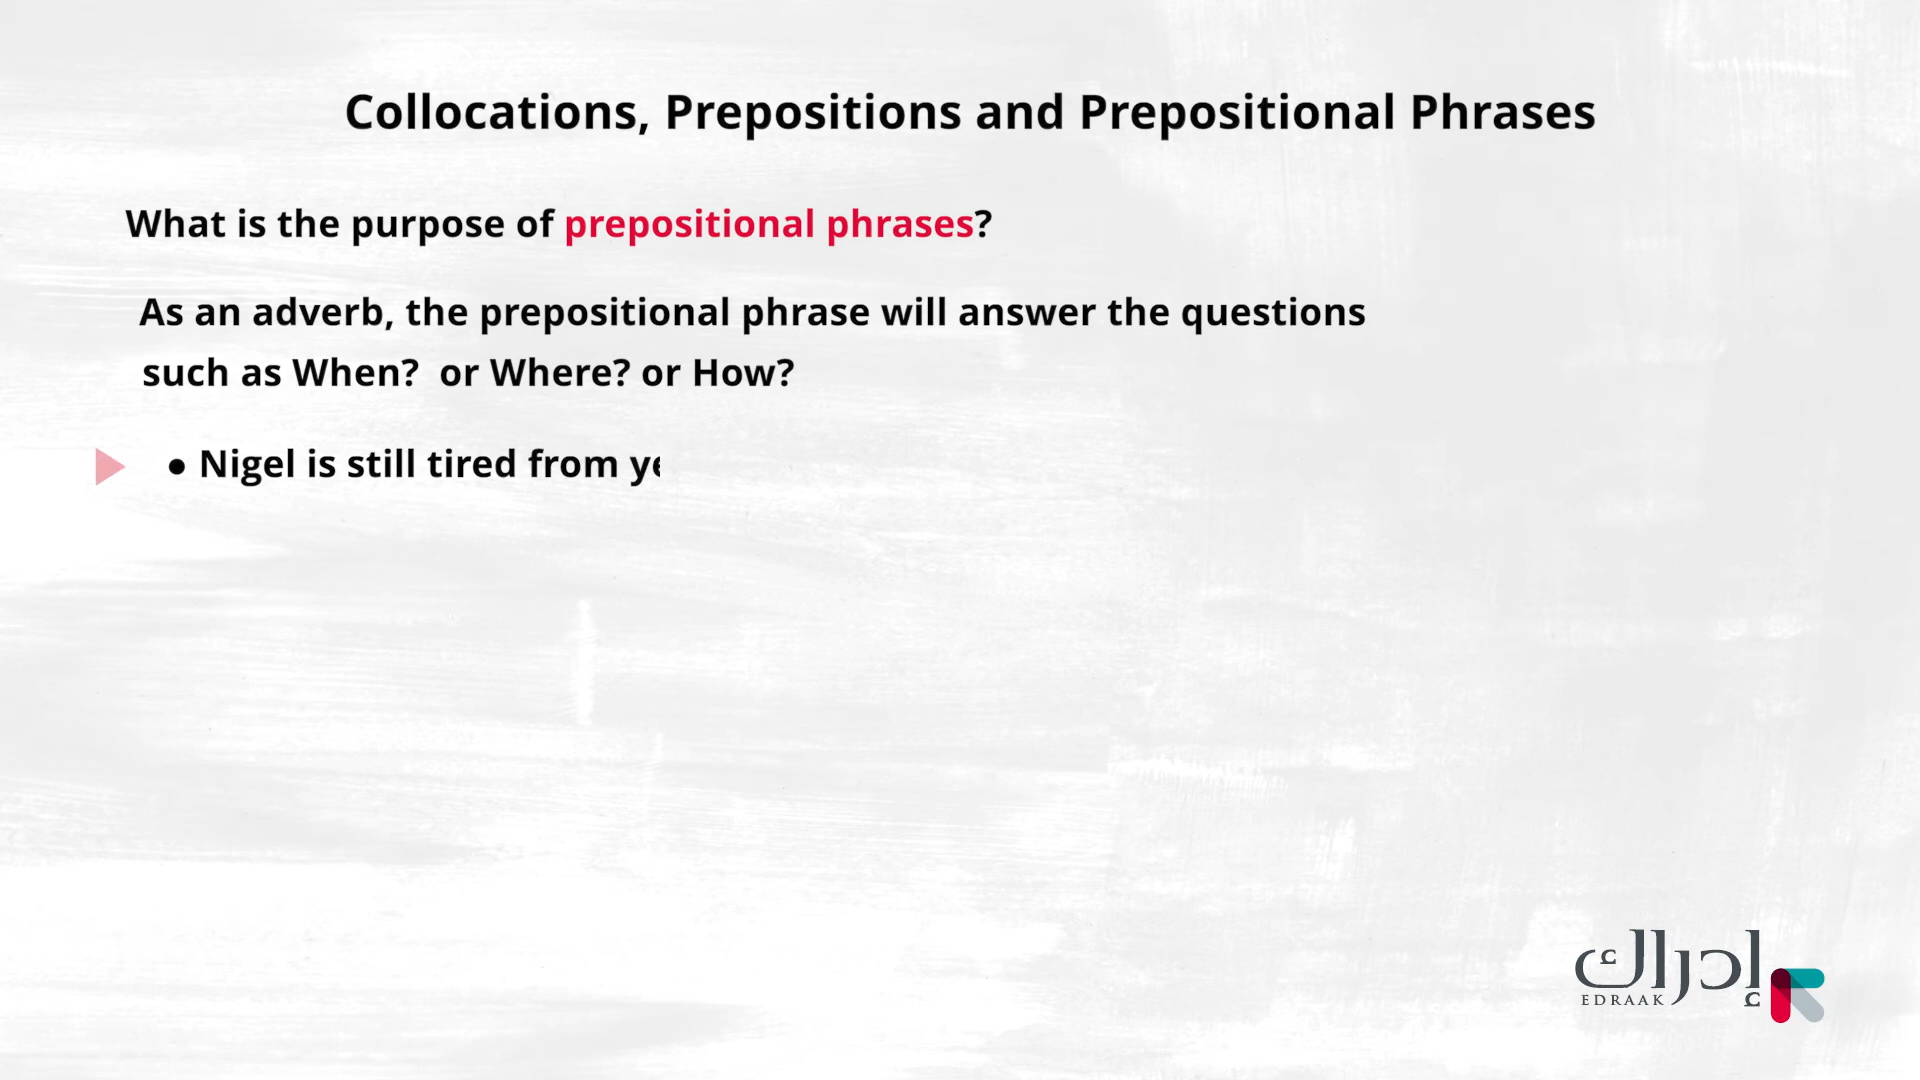 Collocations, Prepositions and Prepositional Phrases
What is the purpose of prepositional phrases?
As an adverb, the prepositional phrase will answer the questions
such as When? or Where? or How?
• Nigel is still tired from
إدراك
EDRAAK